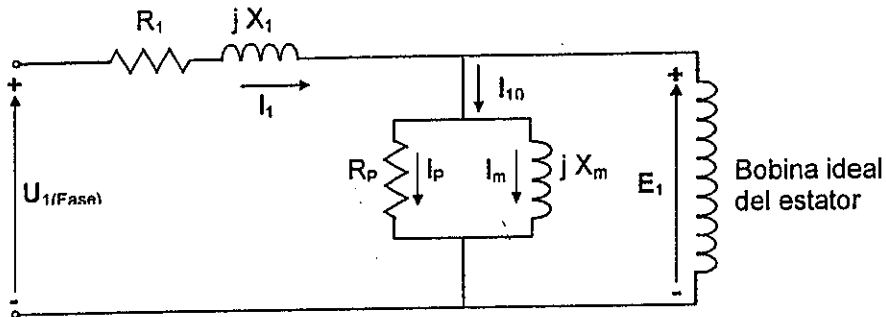 R₁
j X₁
I₁
I₁₀
+
U₁(Fase)
-
R_P
I_P
I_m
j X_m
+
E₁
-
Bobina ideal
del estator